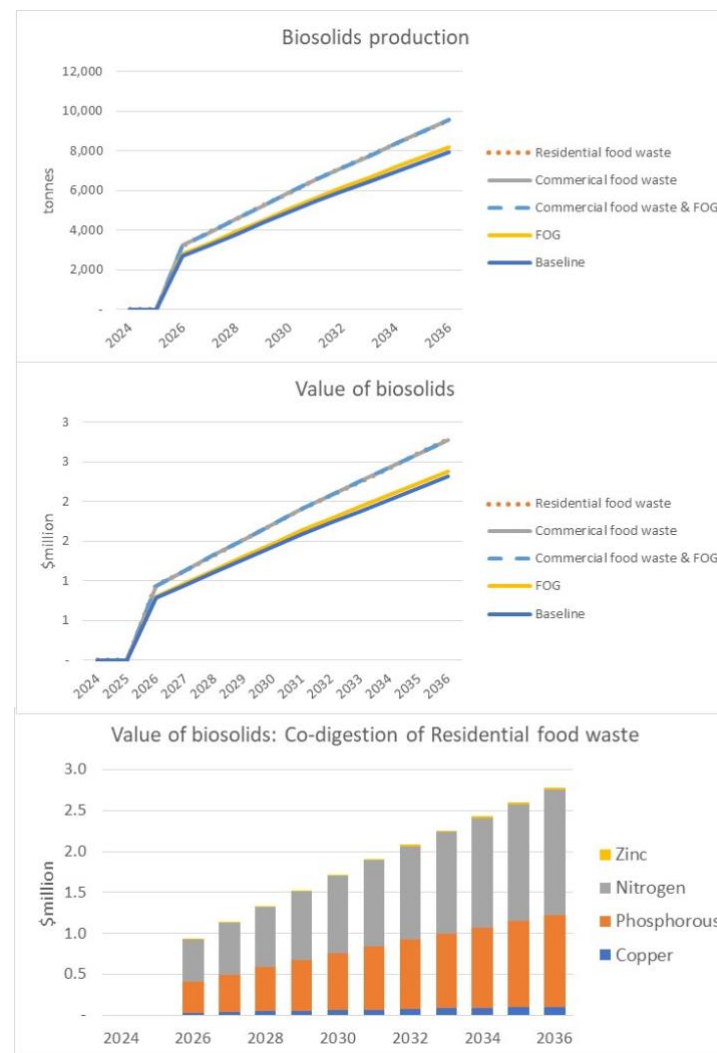 Biosolids production
12,000
10,000
8,000
6,000
4,000
2,000
-
tonnes
2024
2026
2028
2030
2032
2034
2036
Residential food waste
Commerical food waste
Commercial food waste & FOG
FOG
Baseline
Value of biosolids
3
3
2
2
1
1
-
$million
2024
2025
2026
2027
2028
2029
2030
2031
2032
2033
2034
2035
2036
Residential food waste
Commerical food waste
Commercial food waste & FOG
FOG
Baseline
Value of biosolids: Co-digestion of Residential food waste
3.0
2.5
2.0
1.5
1.0
0.5
-
$million
2024
2026
2028
2030
2032
2034
2036
Zinc
Nitrogen
Phosphorous
Copper